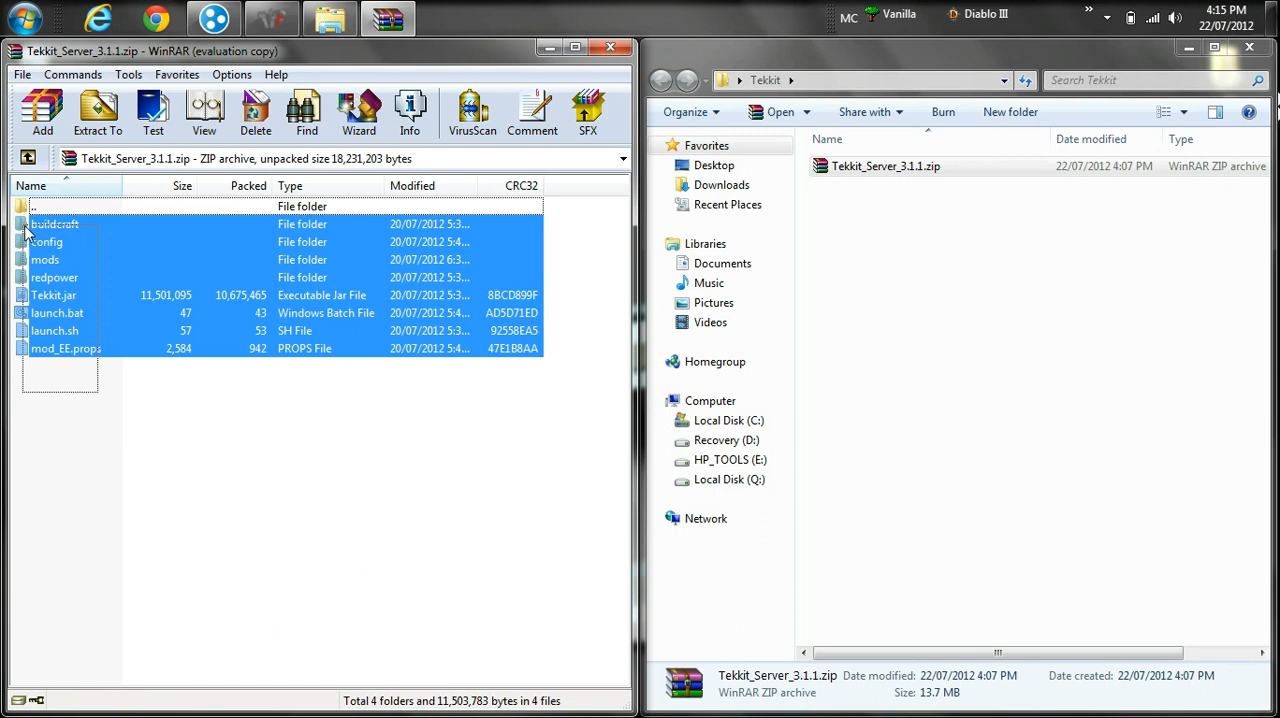 4:15 PM
22/07/2012
MC
Vanilla
Diablo III
»
Tekkit_Server_3.1.1.zip - WinRAR (evaluation copy)
File Commands Tools Favorites Options Help
Add Extract To Test View Delete Find Wizard Info VirusScan Comment SFX
Tekkit_Server_3.1.1.zip - ZIP archive, unpacked size 18,231,203 bytes
Name Size Packed Type Modified CRC32
.. File folder
buildcraft File folder 20/07/2012 5:3...
config File folder 20/07/2012 5:4...
mods File folder 20/07/2012 6:3...
redpower File folder 20/07/2012 5:3...
Tekkit.jar 11,501,095 10,675,465 Executable Jar File 20/07/2012 5:3... 8BCD899F
launch.bat 47 43 Windows Batch File 20/07/2012 5:4... AD5D71ED
launch.sh 57 53 SH File 20/07/2012 5:3... 92558EA5
mod_EE.props 2,584 942 PROPS File 20/07/2012 5:4... 47E1B8AA
Total 4 folders and 11,503,783 bytes in 4 files
Tekkit
Search Tekkit
Organize Open Share with Burn New folder
Name Date modified Type
Tekkit_Server_3.1.1.zip 22/07/2012 4:07 PM WinRAR ZIP archive
Favorites
Desktop
Downloads
Recent Places
Libraries
Documents
Music
Pictures
Videos
Homegroup
Computer
Local Disk (C:)
Recovery (D:)
HP_TOOLS (E:)
Local Disk (Q:)
Network
Tekkit_Server_3.1.1.zip Date modified: 22/07/2012 4:07 PM Date created: 22/07/2012 4:07 PM
WinRAR ZIP archive Size: 13.7 MB